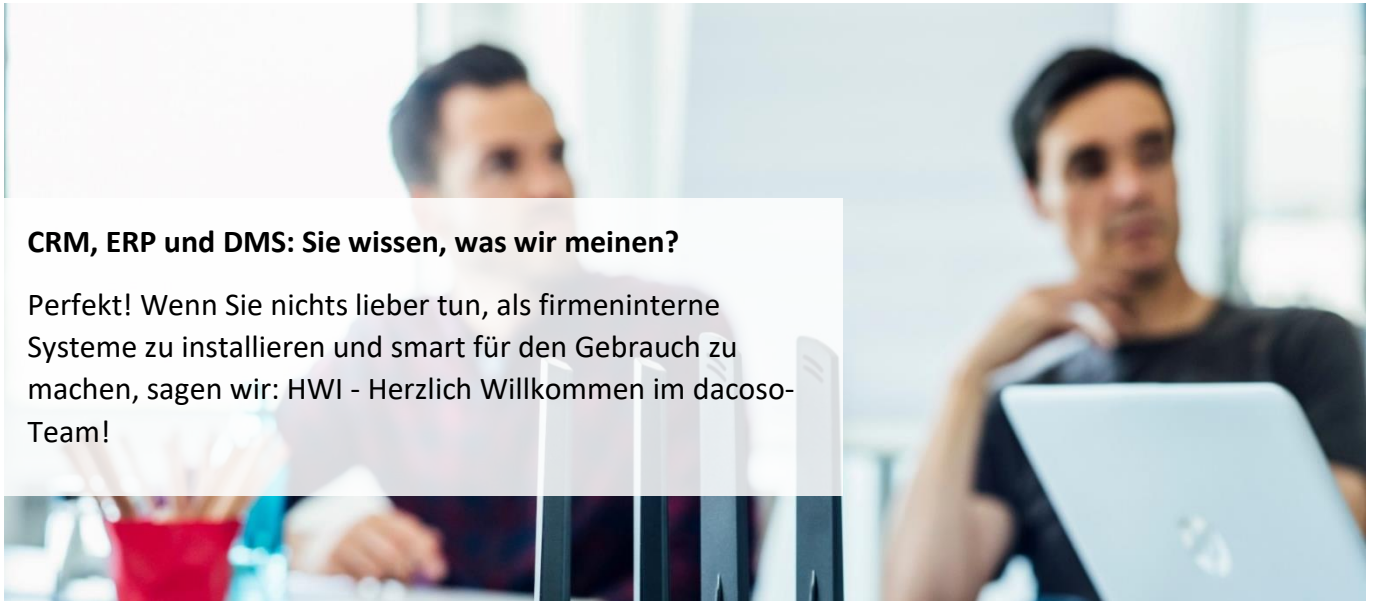 CRM, ERP und DMS: Sie wissen, was wir meinen?
Perfekt! Wenn Sie nichts lieber tun, als firmeninterne
Systeme zu installieren und smart für den Gebrauch zu
machen, sagen wir: HWI - Herzlich Willkommen im dacoso-
Team!